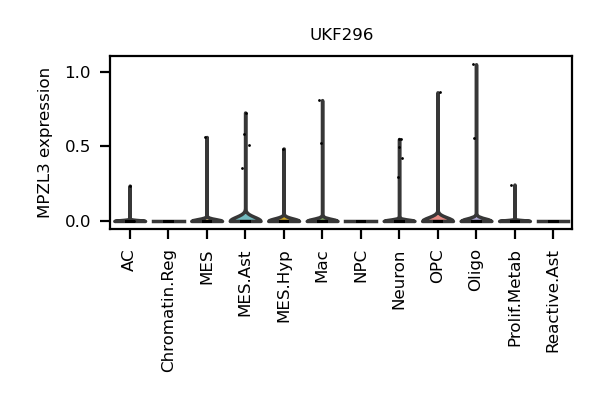 UKF296
MPZL3 expression
1.0
0.5
0.0
AC
Chromatin.Reg
MES
MES.Ast
MES.Hyp
Mac
NPC
Neuron
OPC
Oligo
Prolif.Metab
Reactive.Ast